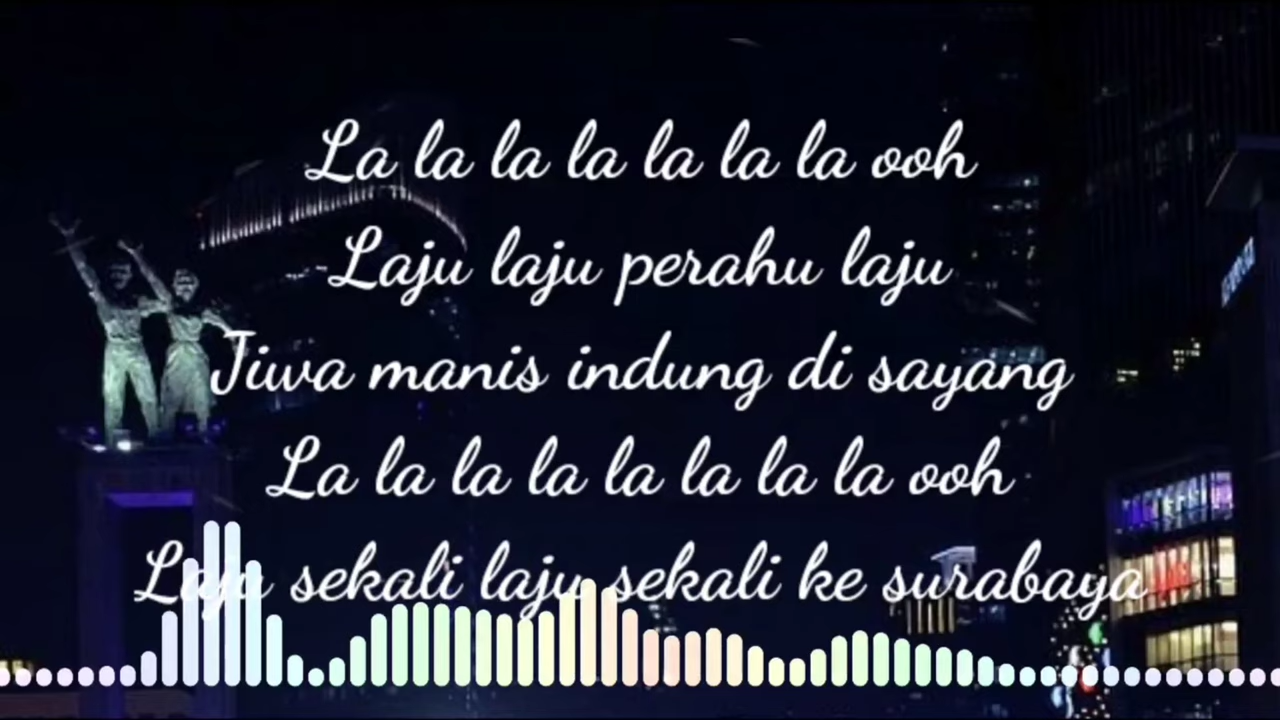 La la la la la la la ooh
Laju laju perahu laju
Jiwa manis indung di sayang
La la la la la la la la ooh
Laju sekali laju sekali ke surabaya